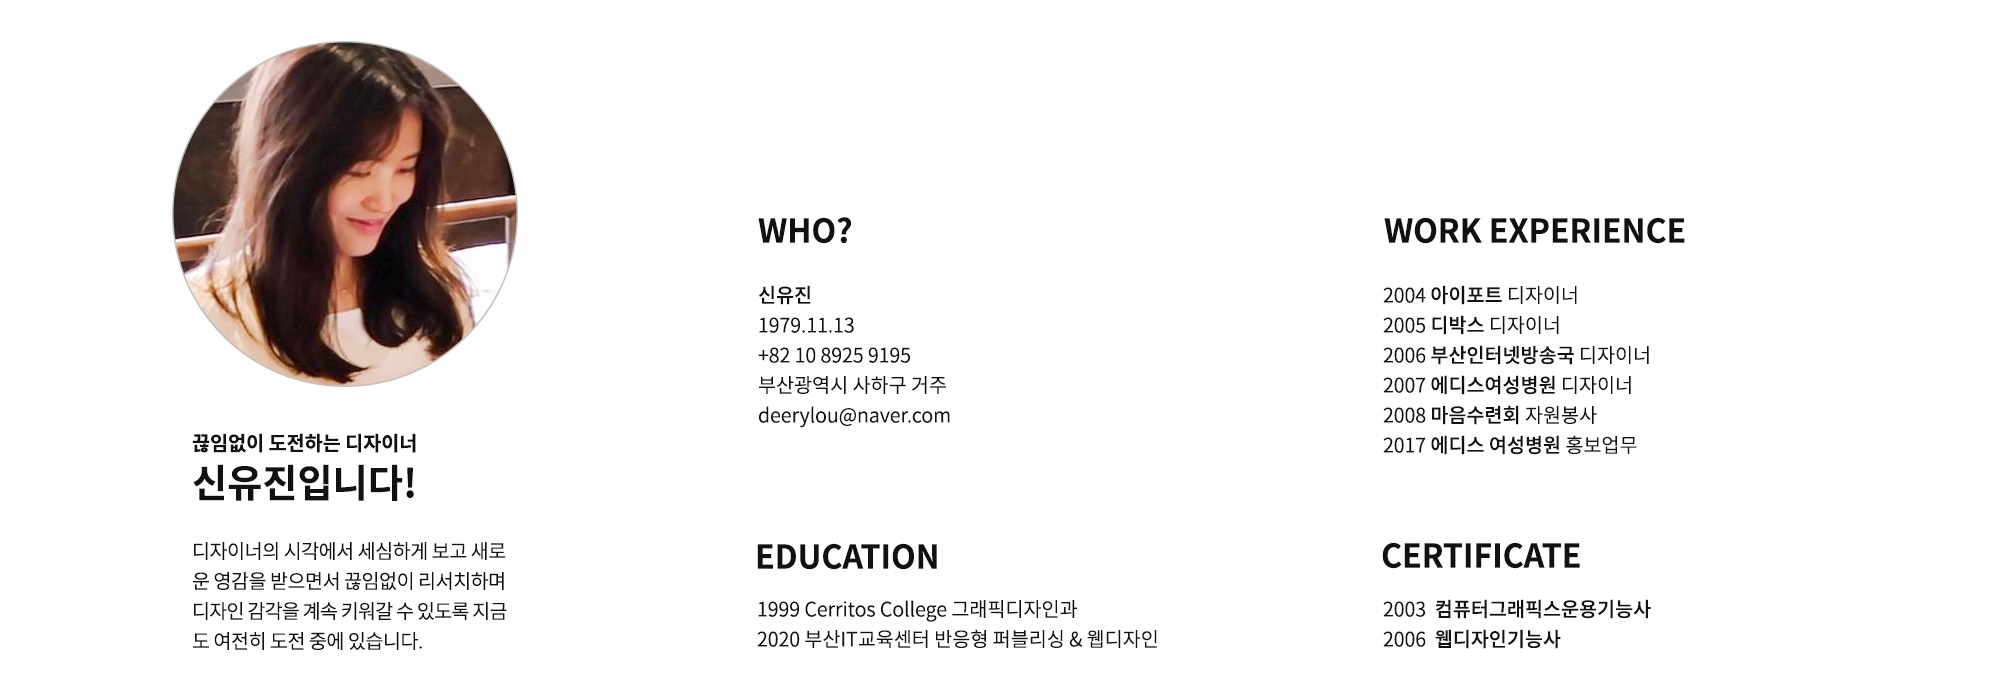 끊임없이 도전하는 디자이너
신유진입니다!
디자이너의 시각에서 세심하게 보고 새로
운 영감을 받으면서 끊임없이 리서치하며
디자인 감각을 계속 키워갈 수 있도록 지금
도 여전히 도전 중에 있습니다.
WHO?
신유진
1979.11.13
+82 10 8925 9195
부산광역시 사하구 거주
deerylou@naver.com
EDUCATION
1999 Cerritos College 그래픽디자인과
2020 부산IT교육센터 반응형 퍼블리싱 & 웹디자인
WORK EXPERIENCE
2004 아이포트 디자이너
2005 디박스 디자이너
2006 부산인터넷방송국 디자이너
2007 에디스여성병원 디자이너
2008 마음수련회 자원봉사
2017 에디스 여성병원 홍보업무
CERTIFICATE
2003 컴퓨터그래픽스운용기능사
2006 웹디자인기능사